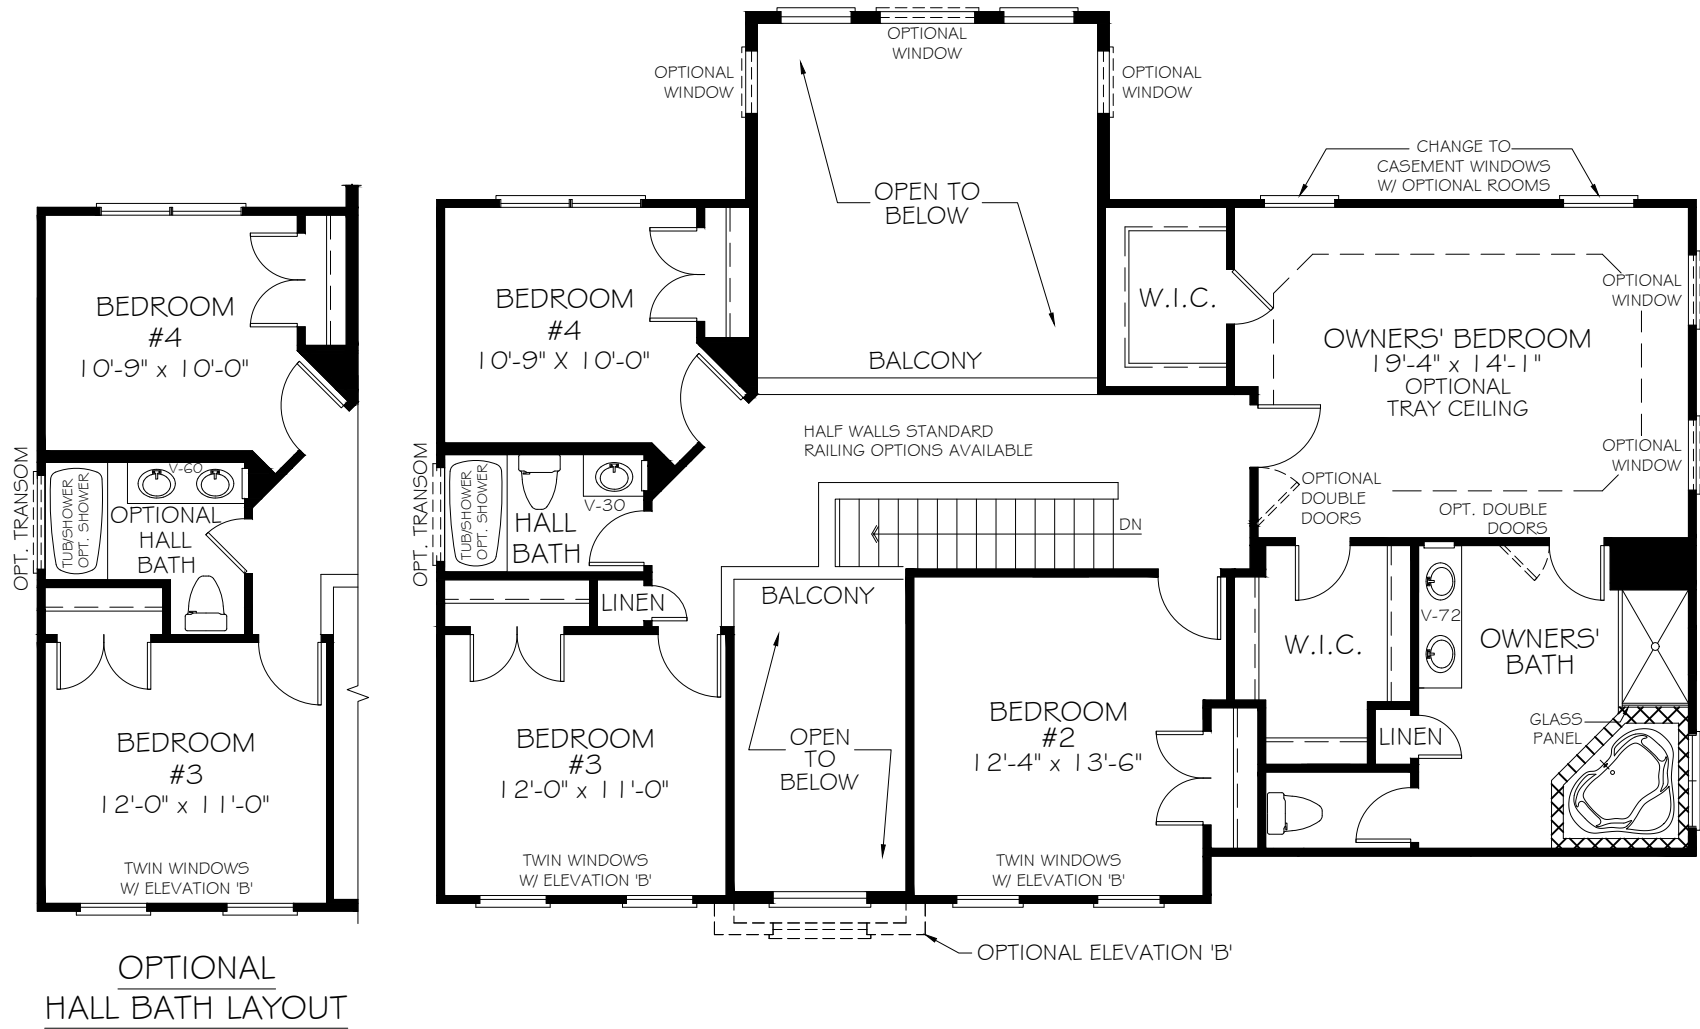 BEDROOM
#4
10'-9" x 10'-0"
OPT. TRANSOM
TUB/SHOWER
OPT. SHOWER
V-60
OPTIONAL
HALL
BATH
BEDROOM
#3
12'-0" x 11'-0"
TWIN WINDOWS
W/ ELEVATION 'B'
OPTIONAL
HALL BATH LAYOUT
OPTIONAL
WINDOW
OPTIONAL
WINDOW
OPTIONAL
WINDOW
OPEN TO
BELOW
BALCONY
BEDROOM
#4
10'-9" X 10'-0"
HALF WALLS STANDARD
RAILING OPTIONS AVAILABLE
OPT. TRANSOM
TUB/SHOWER
OPT. SHOWER
V-30
HALL
BATH
LINEN
DN
BALCONY
OPEN
TO
BELOW
BEDROOM
#3
12'-0" x 11'-0"
TWIN WINDOWS
W/ ELEVATION 'B'
BEDROOM
#2
12'-4" x 13'-6"
TWIN WINDOWS
W/ ELEVATION 'B'
OPTIONAL ELEVATION 'B'
CHANGE TO
CASEMENT WINDOWS
W/ OPTIONAL ROOMS
W.I.C.
OWNERS' BEDROOM
19'-4" x 14'-1"
OPTIONAL
TRAY CEILING
OPTIONAL
WINDOW
OPTIONAL
WINDOW
OPTIONAL
DOUBLE
DOORS
OPT. DOUBLE
DOORS
W.I.C.
V-72
OWNERS'
BATH
LINEN
GLASS
PANEL